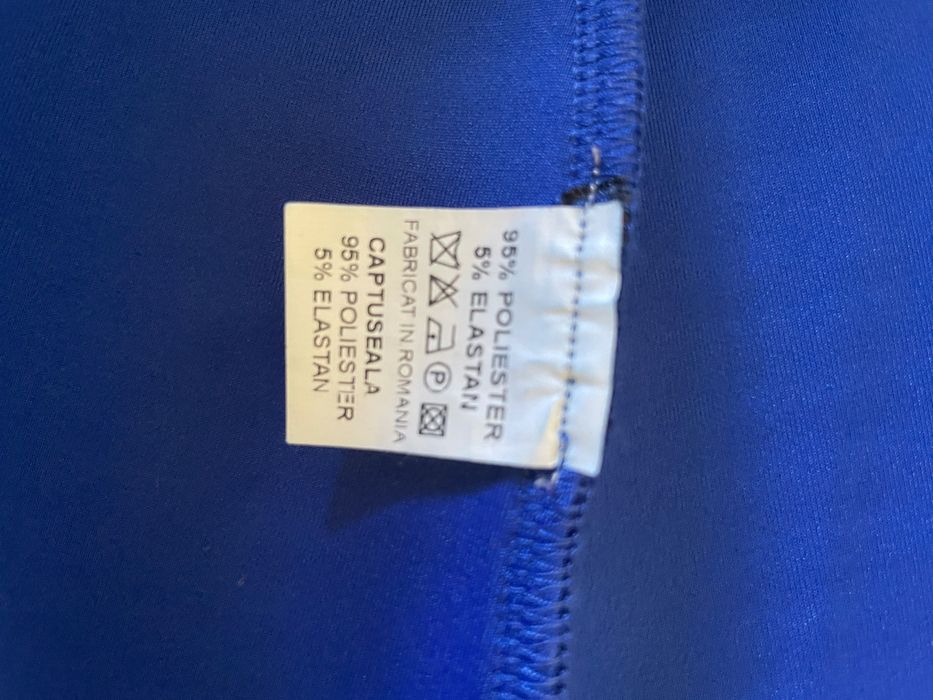 95% POLIESTER
5% ELASTAN
P
FABRICAT IN ROMANIA
CAPTUSEALA
95% POLIESTER
5% ELASTAN